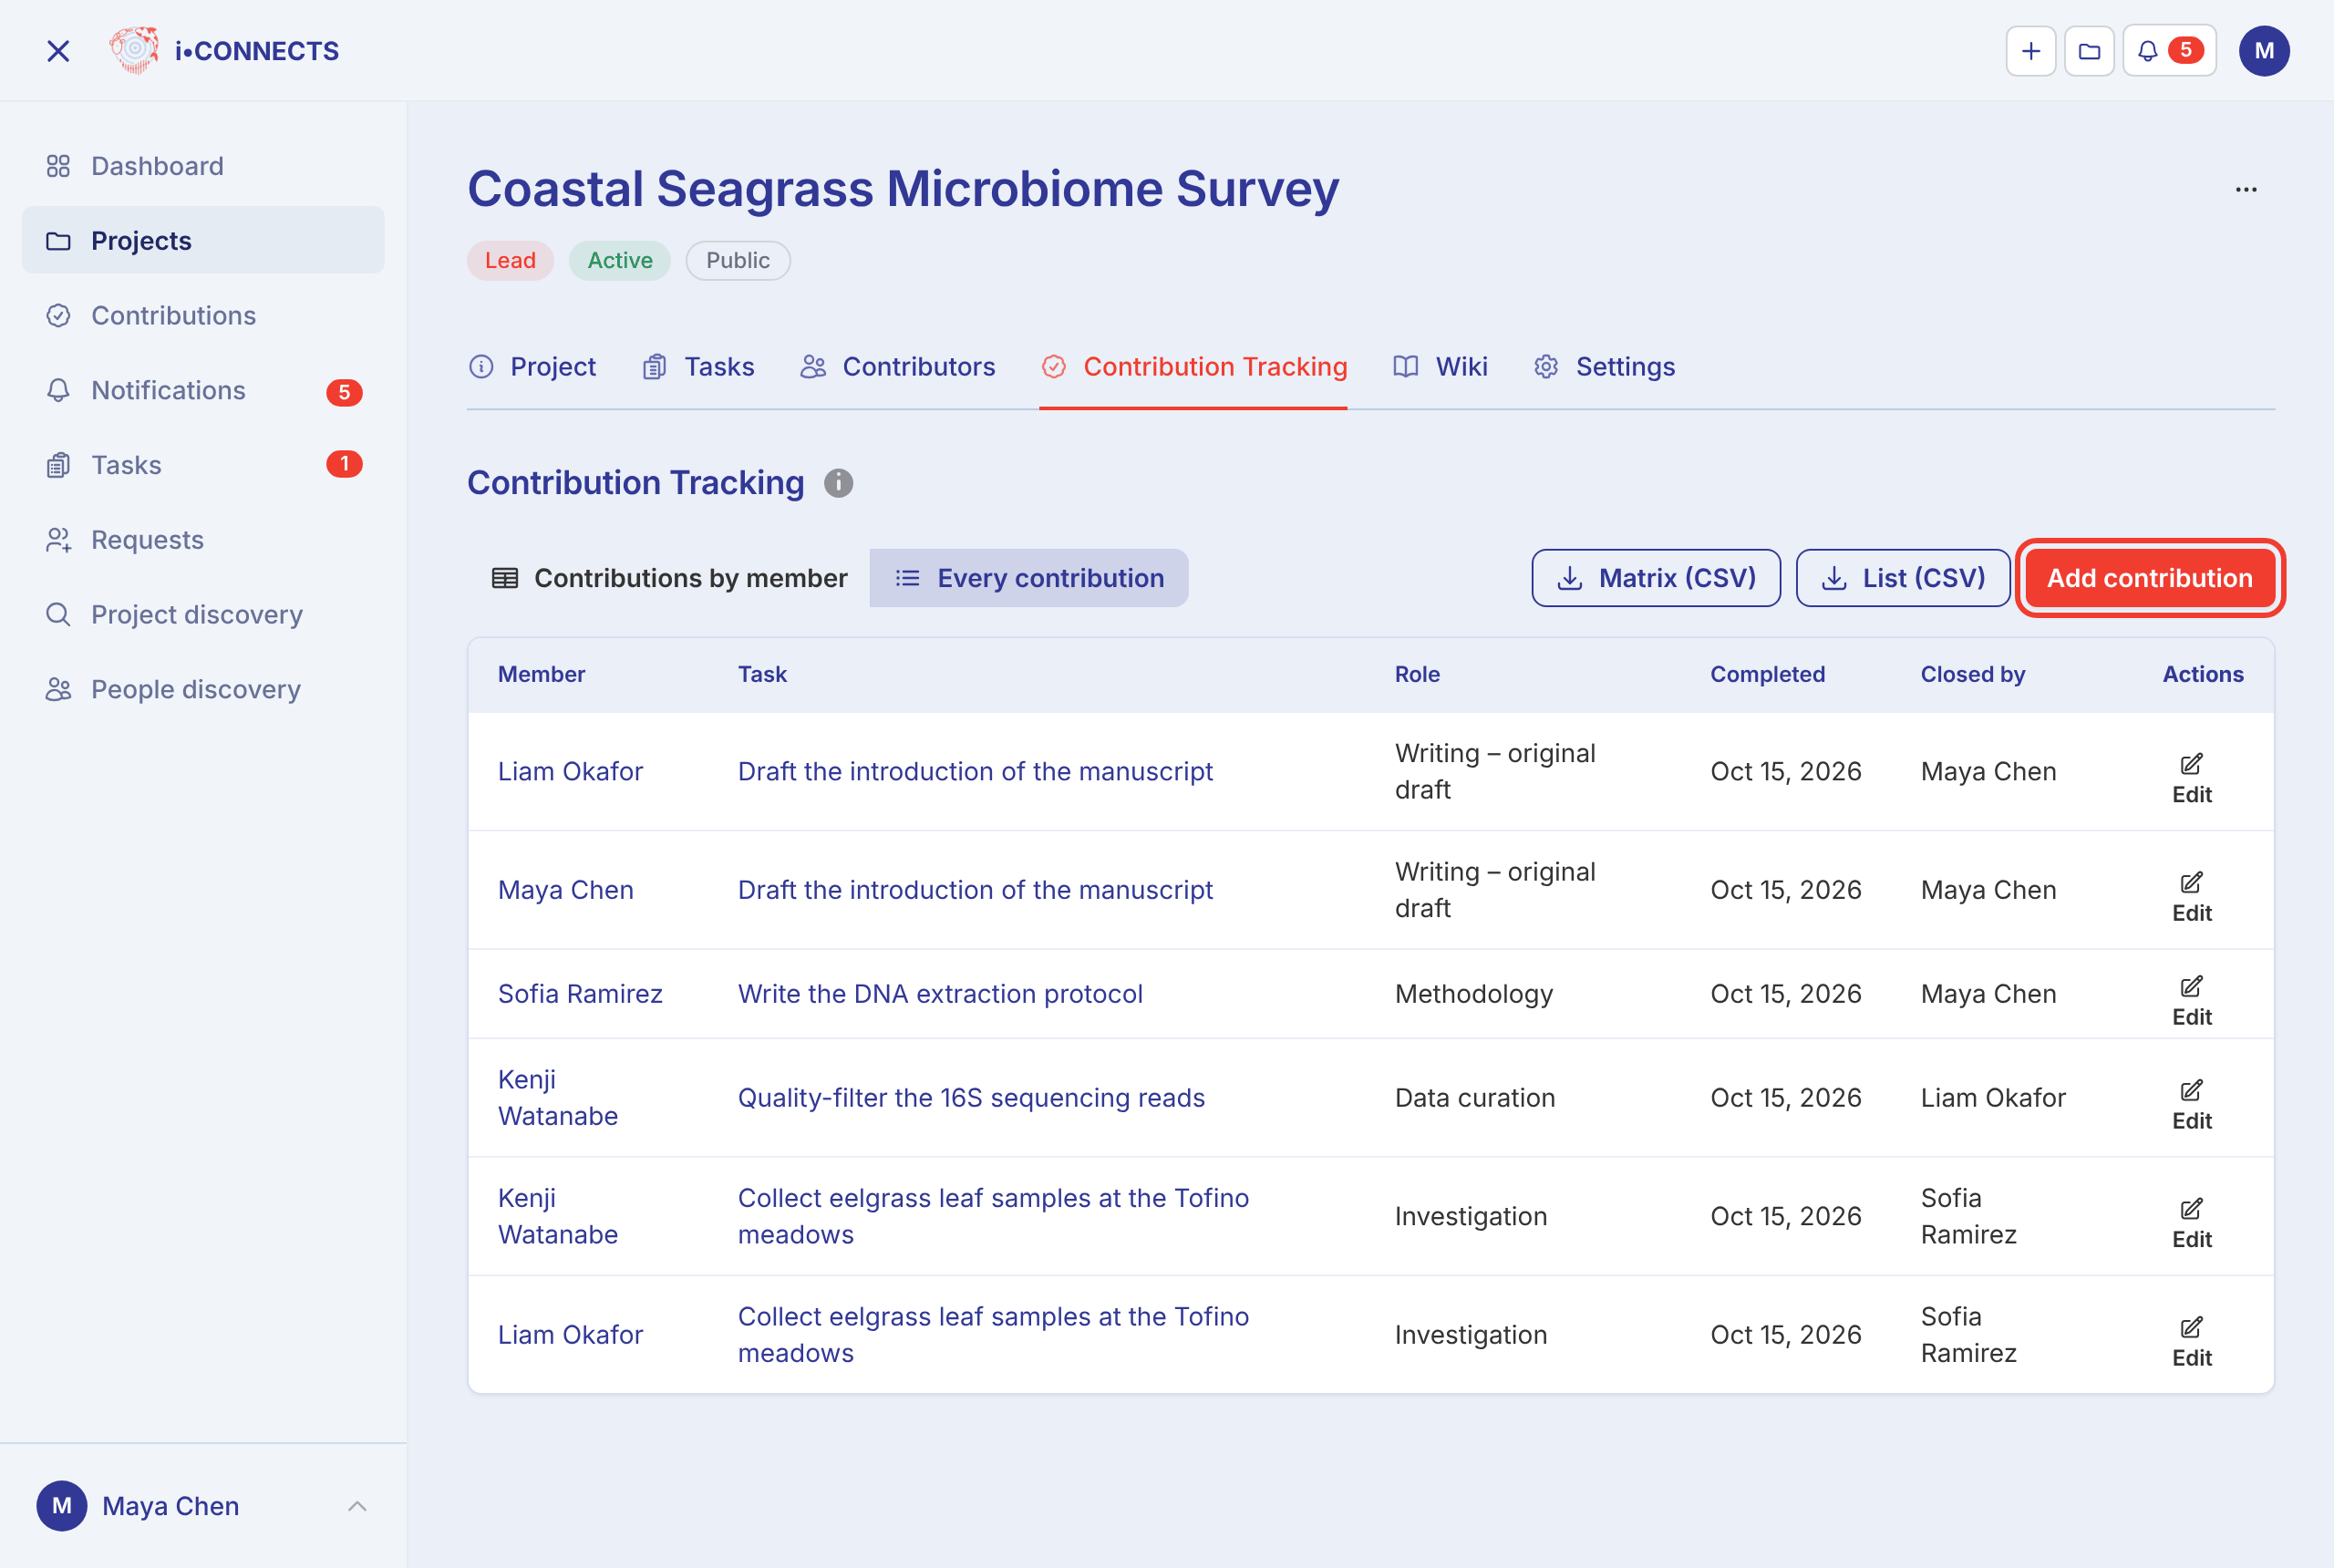 i•CONNECTS
5
M
Dashboard
Projects
Contributions
Notifications 5
Tasks 1
Requests
Project discovery
People discovery
M Maya Chen
Coastal Seagrass Microbiome Survey
Lead Active Public
Project Tasks Contributors Contribution Tracking Wiki Settings
Contribution Tracking
Contributions by member Every contribution Matrix (CSV) List (CSV) Add contribution
Member Task Role Completed Closed by Actions
Liam Okafor Draft the introduction of the manuscript Writing – original
draft Oct 15, 2026 Maya Chen Edit
Maya Chen Draft the introduction of the manuscript Writing – original
draft Oct 15, 2026 Maya Chen Edit
Sofia Ramirez Write the DNA extraction protocol Methodology Oct 15, 2026 Maya Chen Edit
Kenji
Watanabe Quality-filter the 16S sequencing reads Data curation Oct 15, 2026 Liam Okafor Edit
Kenji
Watanabe Collect eelgrass leaf samples at the Tofino
meadows Investigation Oct 15, 2026 Sofia
Ramirez Edit
Liam Okafor Collect eelgrass leaf samples at the Tofino
meadows Investigation Oct 15, 2026 Sofia
Ramirez Edit